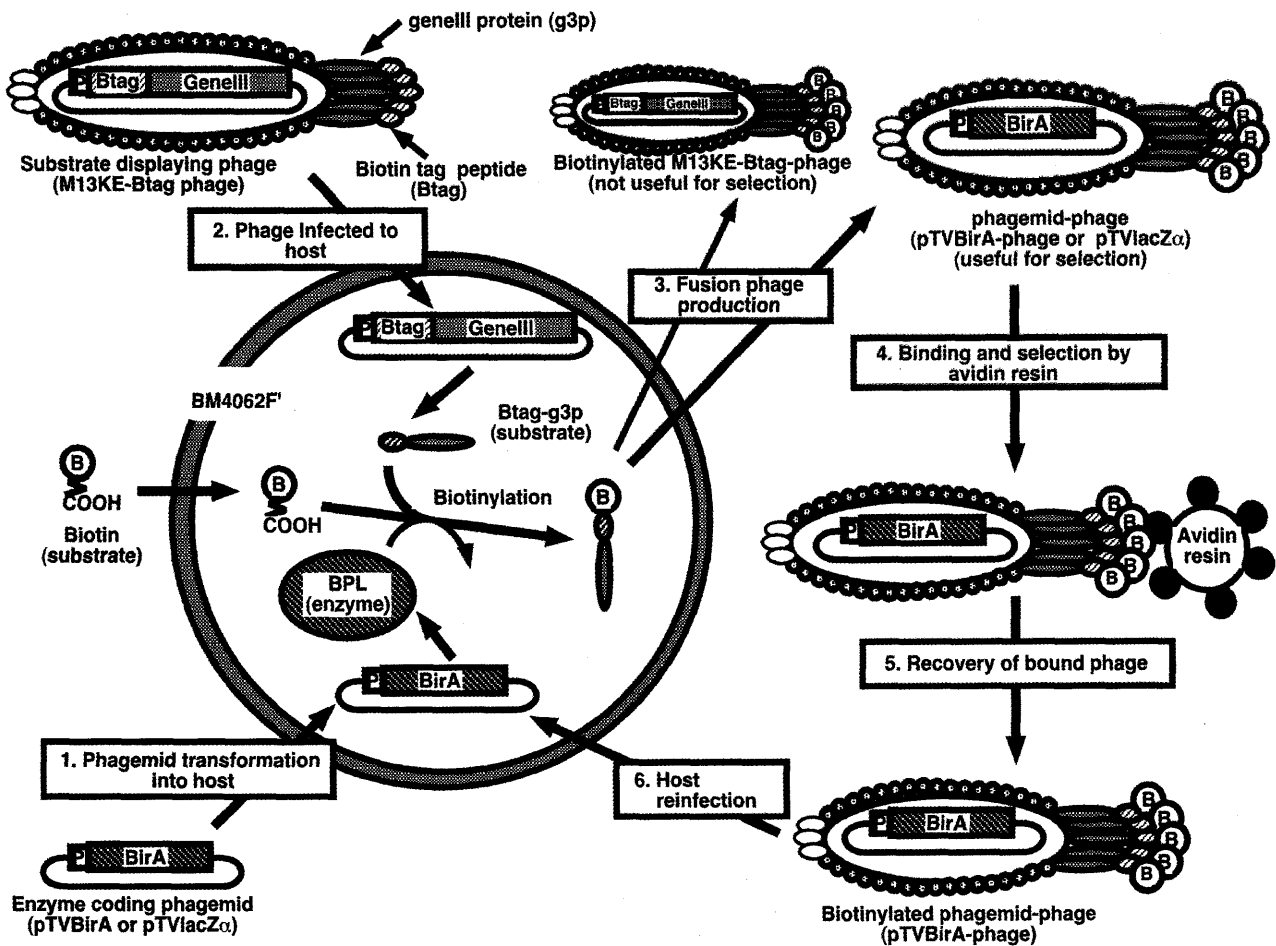 geneIII protein (g3p)
P Btag GeneIII
Substrate displaying phage
(M13KE-Btag phage)
Biotin tag peptide
(Btag)
P Btag GeneIII
B B B B B
Biotinylated M13KE-Btag-phage
(not useful for selection)
P BirA
B B B B B
phagemid-phage
(pTVBirA-phage or pTVlacZα)
(useful for selection)
2. Phage Infected to
host
3. Fusion phage
production
4. Binding and selection by
avidin resin
P Btag GeneIII
BM4062F'
Btag-g3p
(substrate)
B
COOH
Biotin
(substrate)
B
COOH
Biotinylation
B
BPL
(enzyme)
P BirA
P BirA
B B B B B
Avidin
resin
5. Recovery of bound phage
1. Phagemid transformation
into host
6. Host
reinfection
P BirA
Enzyme coding phagemid
(pTVBirA or pTVlacZα)
P BirA
B B B B B
Biotinylated phagemid-phage
(pTVBirA-phage)